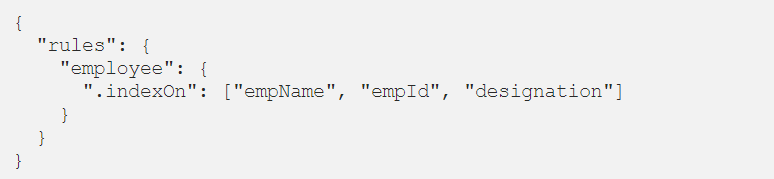 {
  "rules": {
    "employee": {
      ".indexOn": ["empName", "empId", "designation"]
    }
  }
}